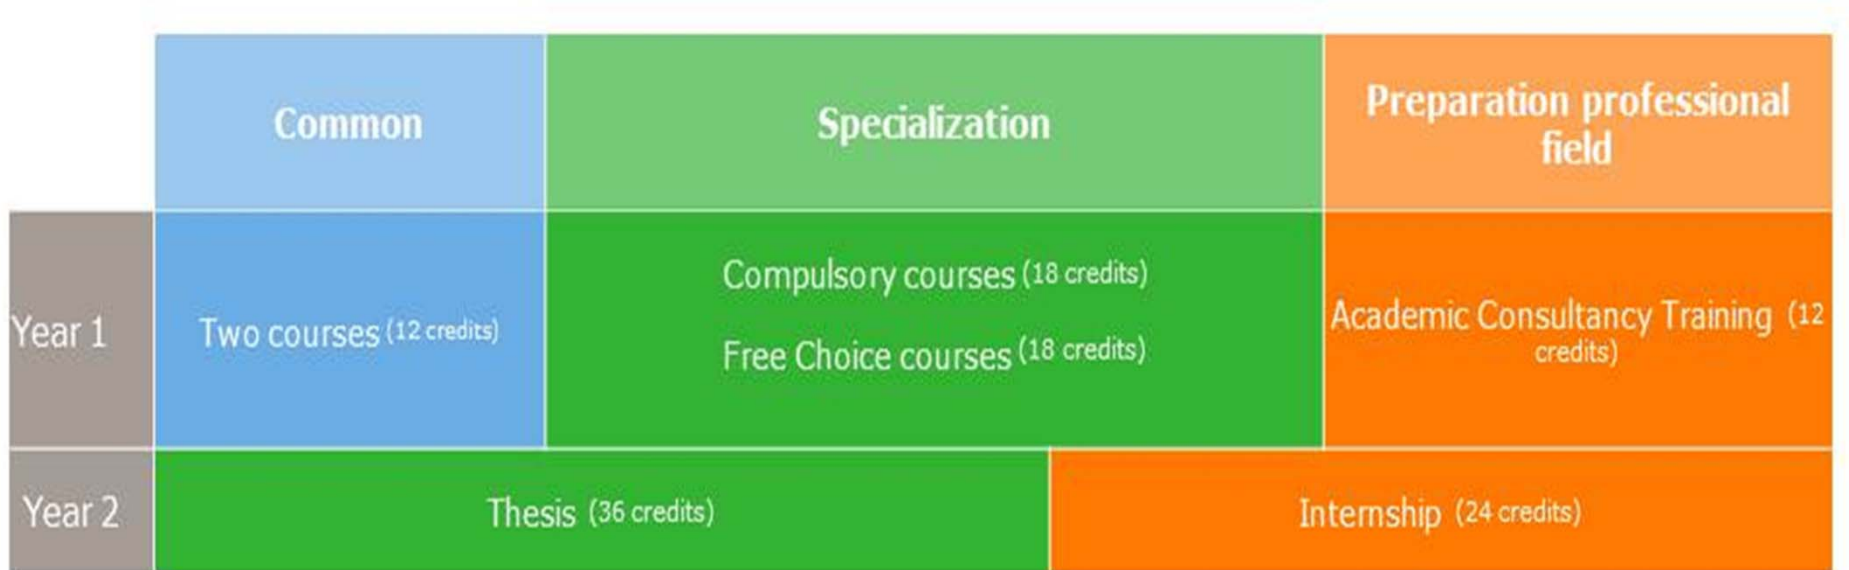 Common
Specialization
Preparation professional
field
Year 1
Two courses (12 credits)
Compulsory courses (18 credits)
Free Choice courses (18 credits)
Academic Consultancy Training (12
credits)
Year 2
Thesis (36 credits)
Internship (24 credits)